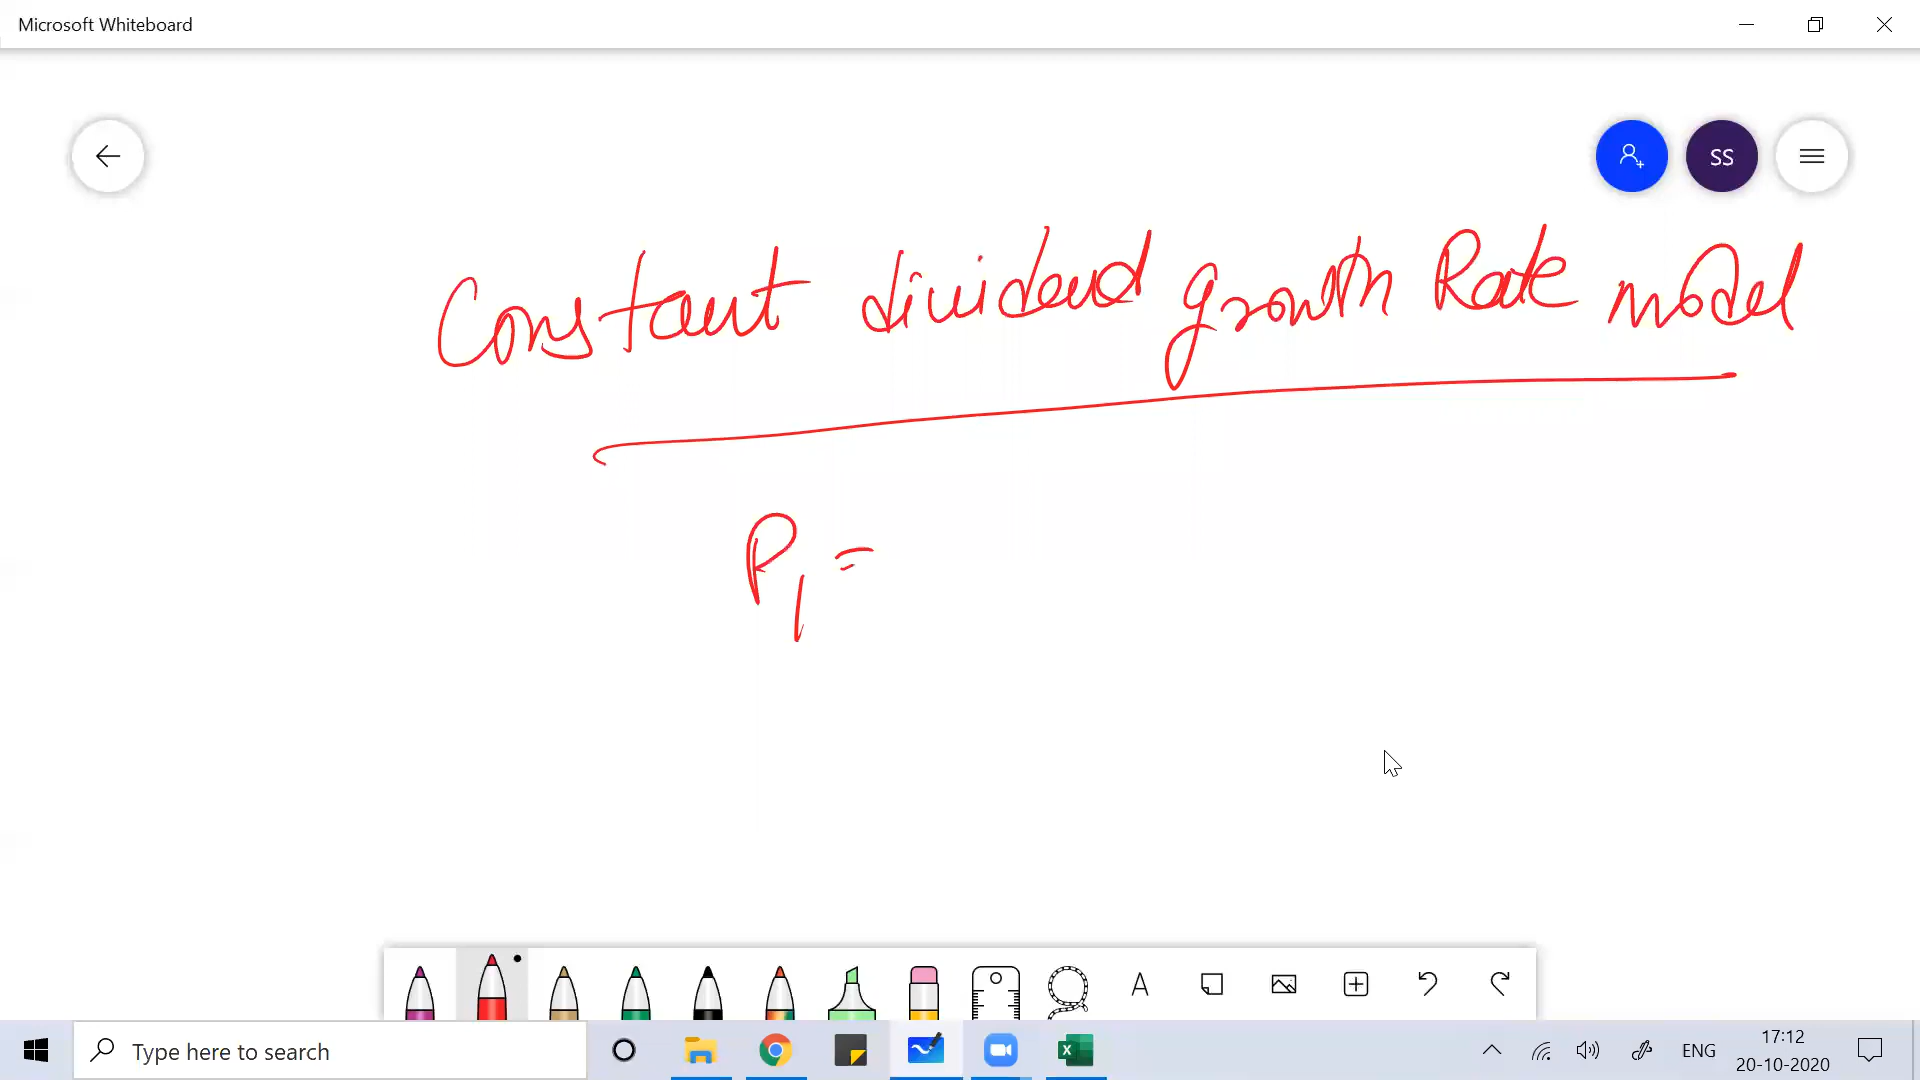 Microsoft Whiteboard
SS
Constant dividend growth Rate model
P1 =
A
Type here to search
ENG
17:12
20-10-2020